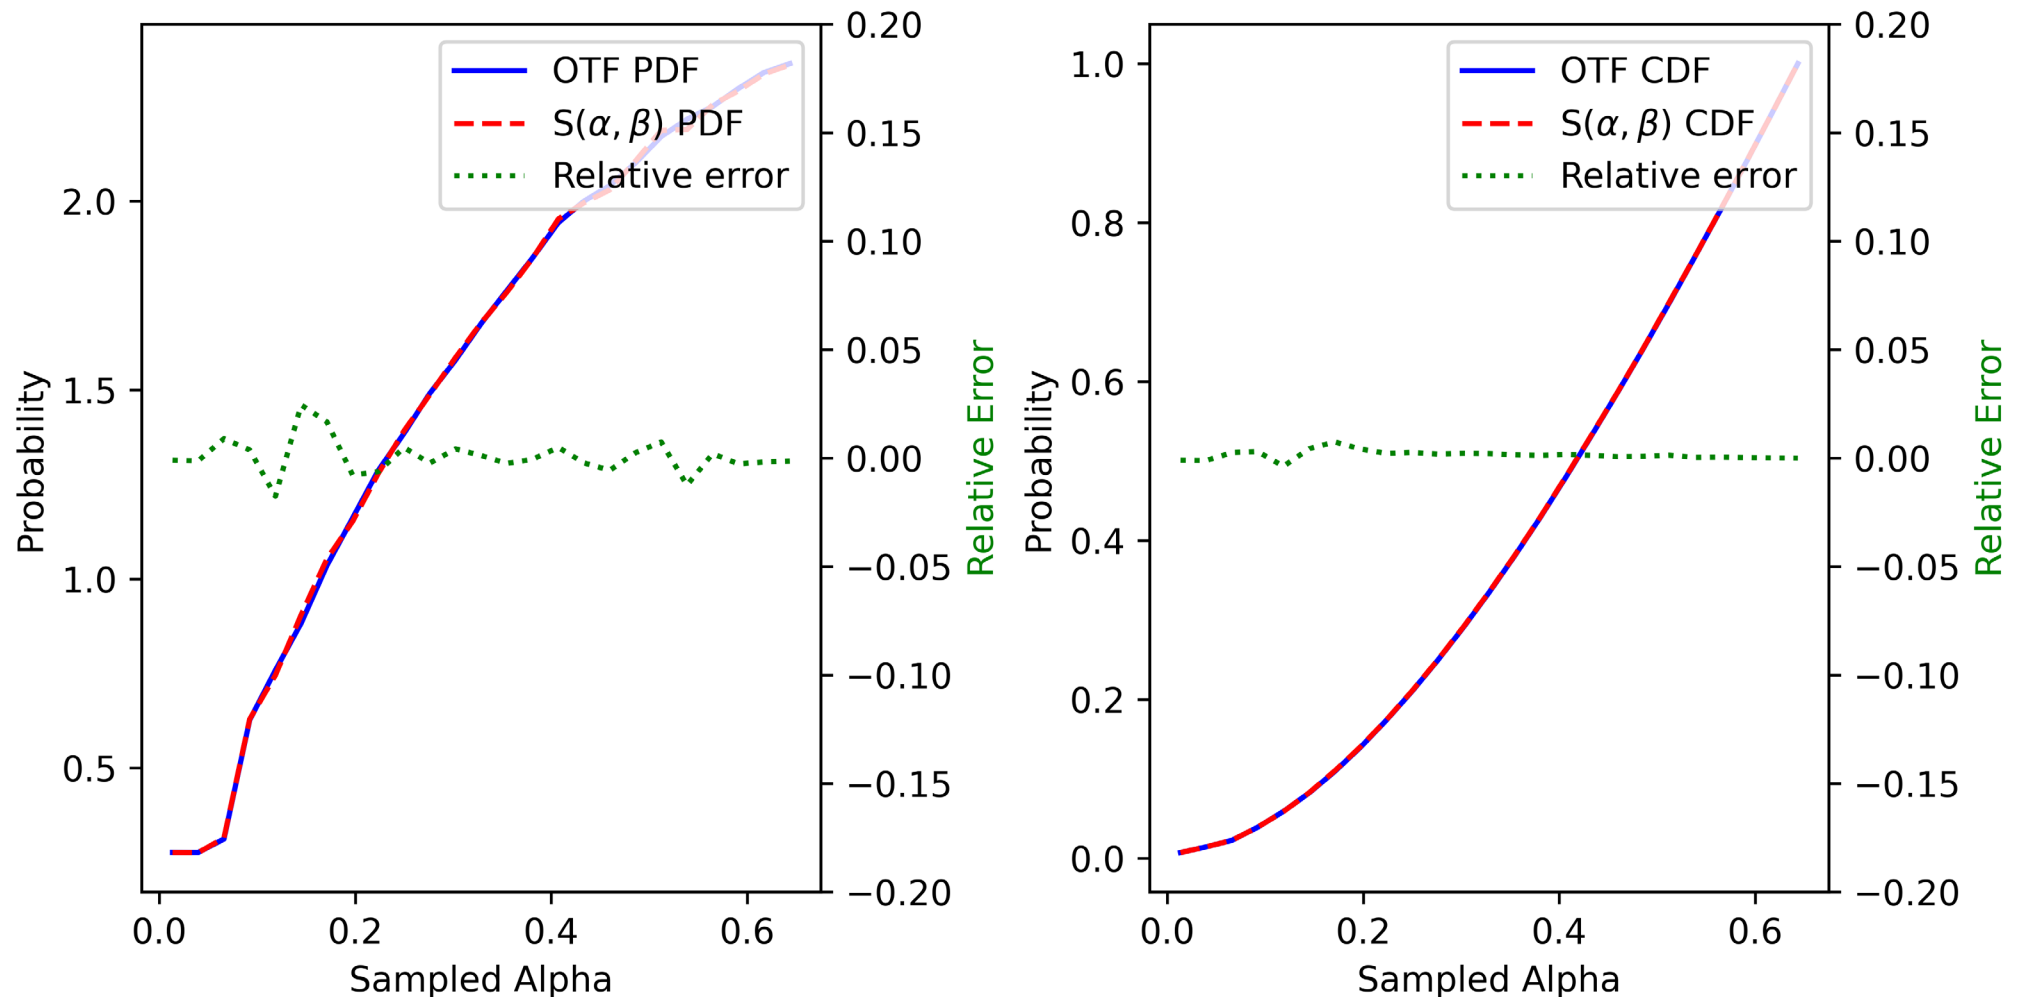 OTF PDF
S(α, β) PDF
Relative error
2.0
1.5
1.0
0.5
0.20
0.15
0.10
0.05
0.00
−0.05
−0.10
−0.15
−0.20
0.0 0.2 0.4 0.6
Sampled Alpha
Probability
Relative Error
OTF CDF
S(α, β) CDF
Relative error
1.0
0.8
0.6
0.4
0.2
0.0
0.20
0.15
0.10
0.05
0.00
−0.05
−0.10
−0.15
−0.20
0.0 0.2 0.4 0.6
Sampled Alpha
Probability
Relative Error